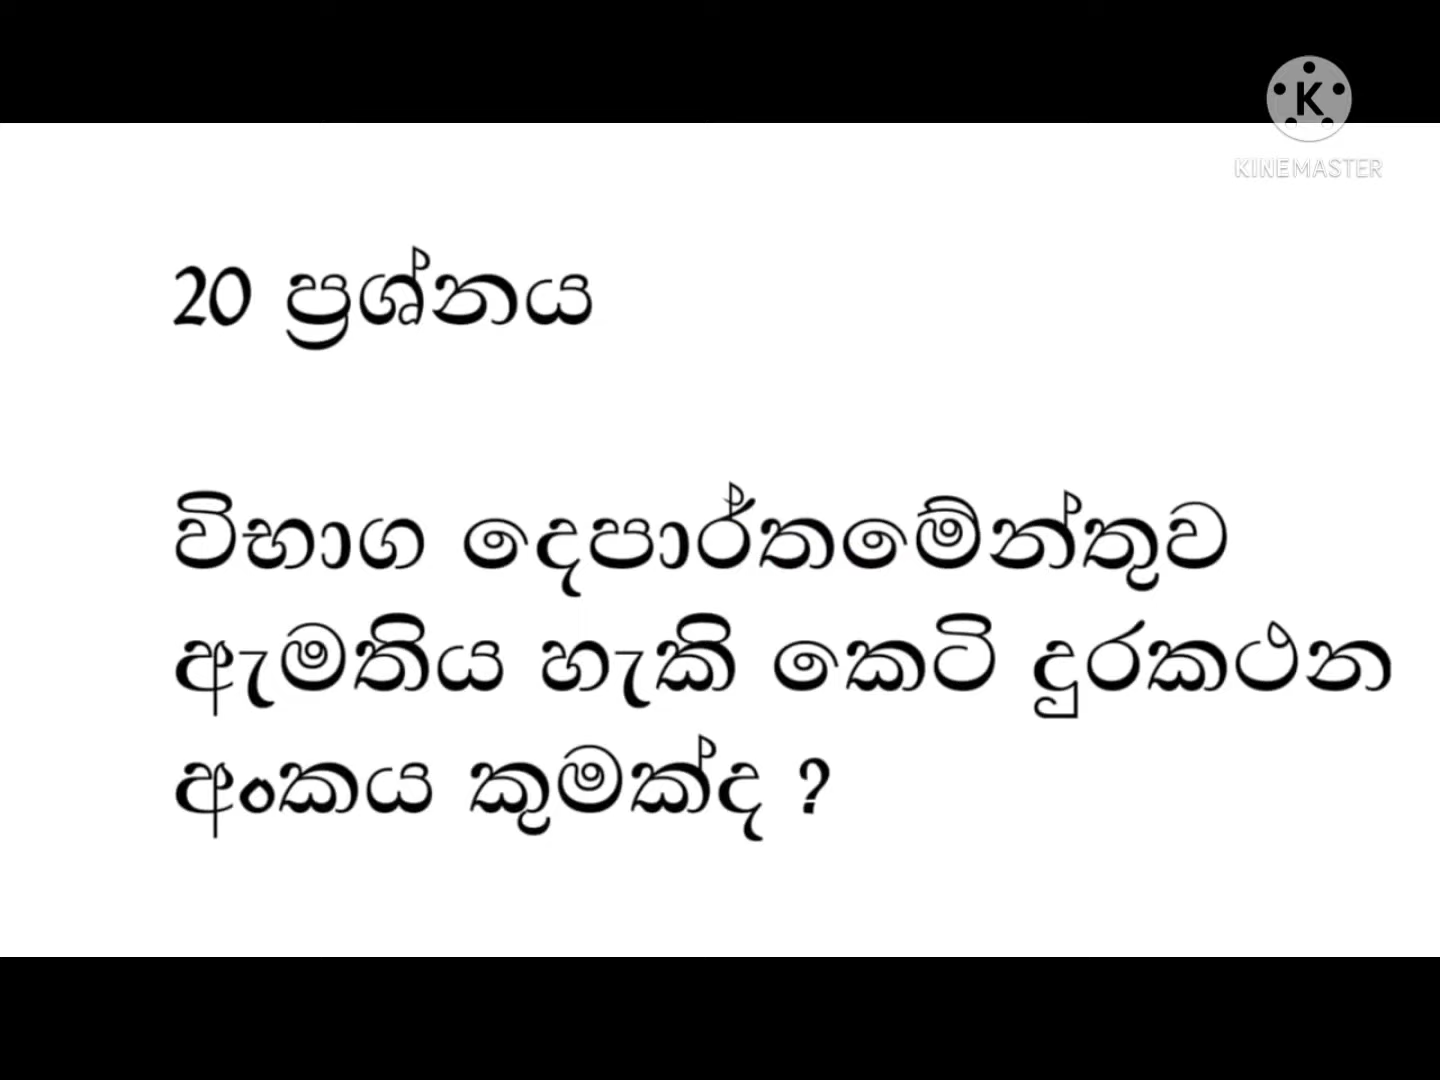 KINEMASTER
20 ප්‍රශ්නය
විභාග දෙපාර්තමේන්තුව
ඇමතිය හැකි කෙටි දුරකථන
අංකය කුමක්ද ?